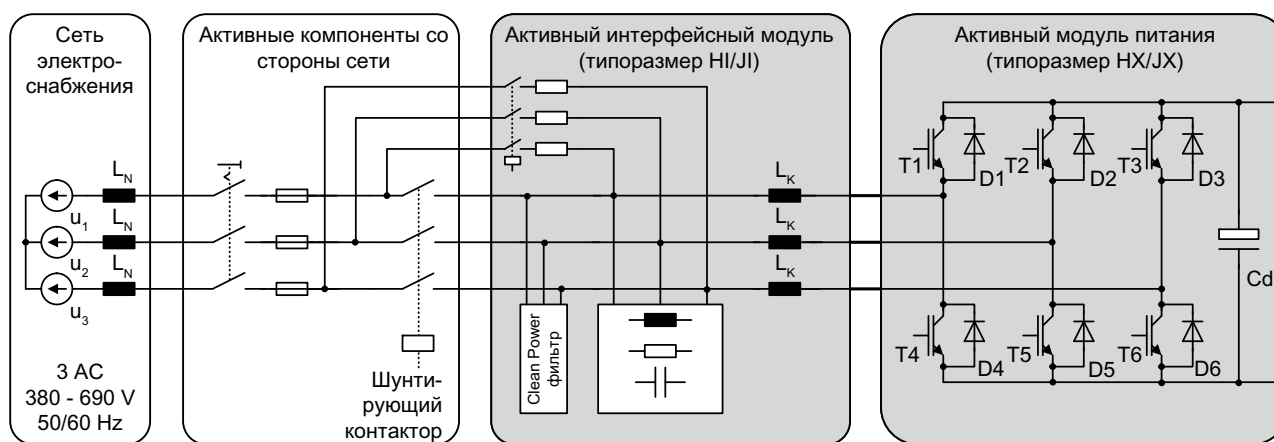 Сеть
электро-
снабжения
Активные компоненты со
стороны сети
Активный интерфейсный модуль
(типоразмер HI/JI)
Активный модуль питания
(типоразмер HX/JX)
L_N
L_N
L_N
u_1
u_2
u_3
L_K
L_K
L_K
T1
D1
T2
D2
T3
D3
Cd
T4
D4
T5
D5
T6
D6
Clean Power
фильтр
3 AC
380 - 690 V
50/60 Hz
Шунти-
рующий
контактор